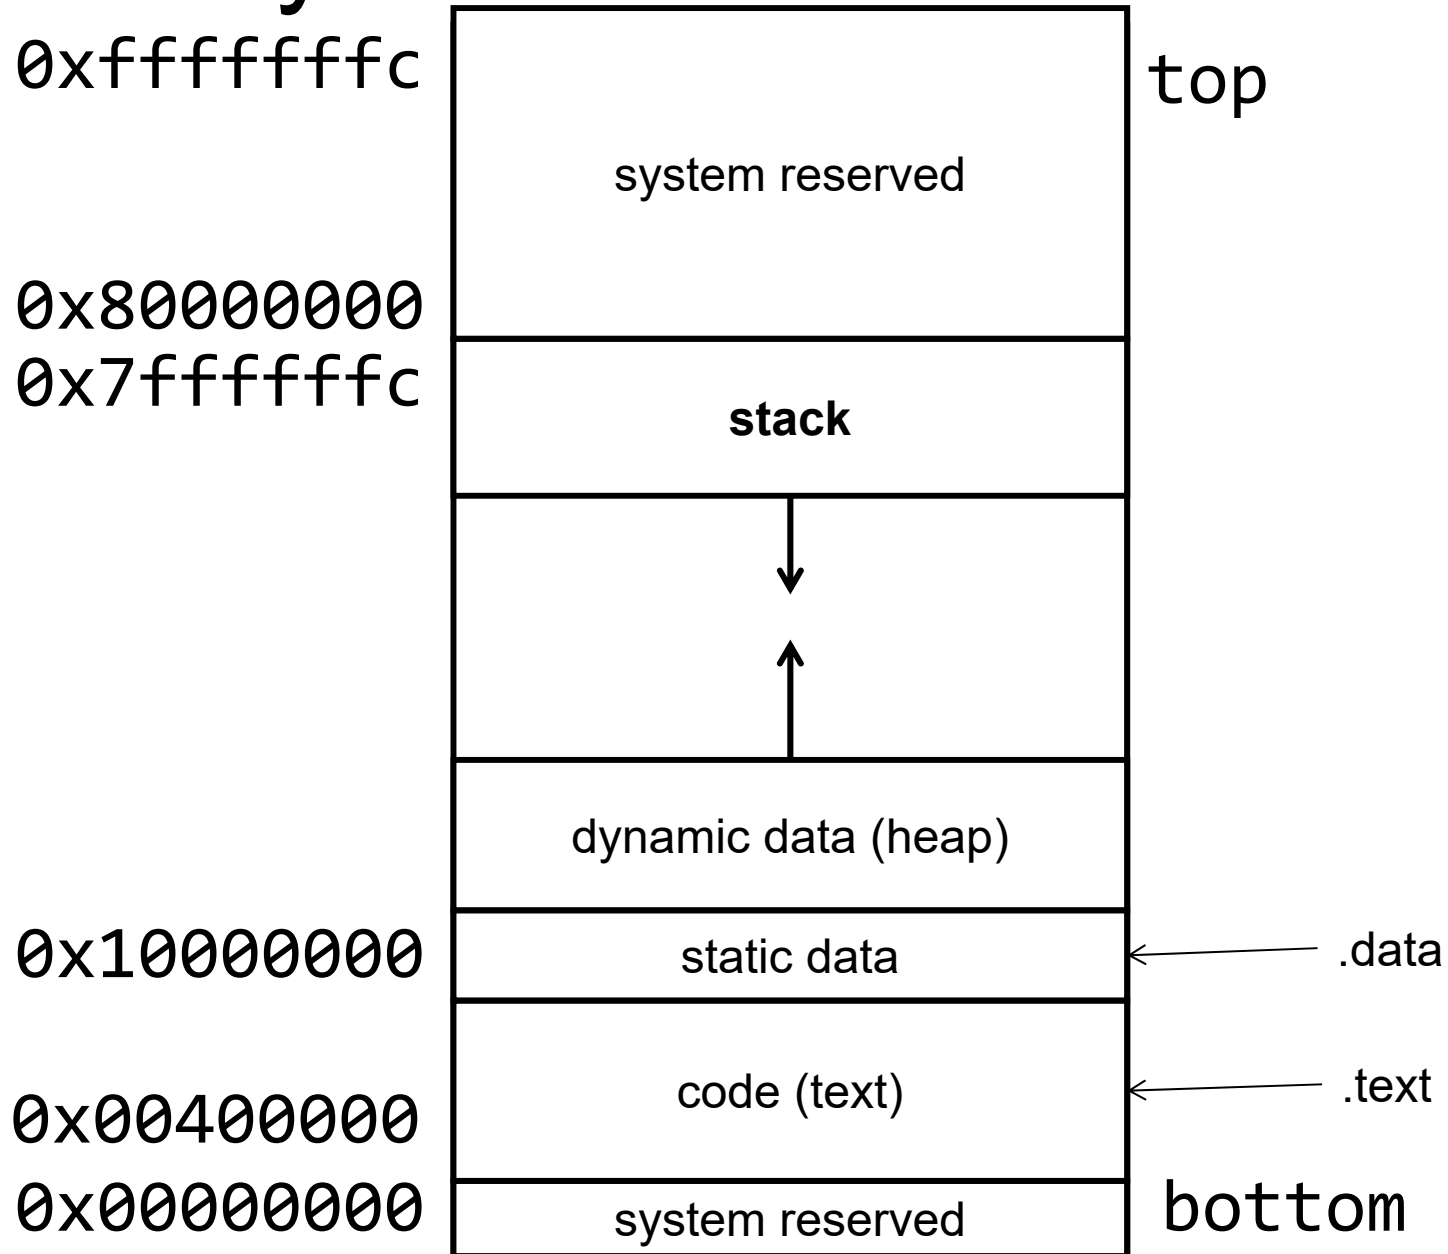 0xfffffffc
top
system reserved
0x80000000
0x7ffffffc
stack
dynamic data (heap)
0x10000000
static data
.data
code (text)
.text
0x00400000
0x00000000
system reserved
bottom